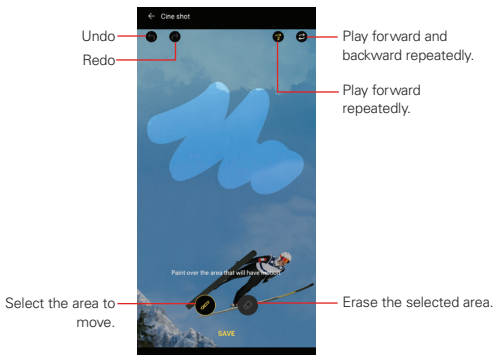 Cine shot
Undo
Redo
Play forward and
backward repeatedly.
Play forward
repeatedly.
Paint over the area that will have motion.
Select the area to
move.
Erase the selected area.
SAVE